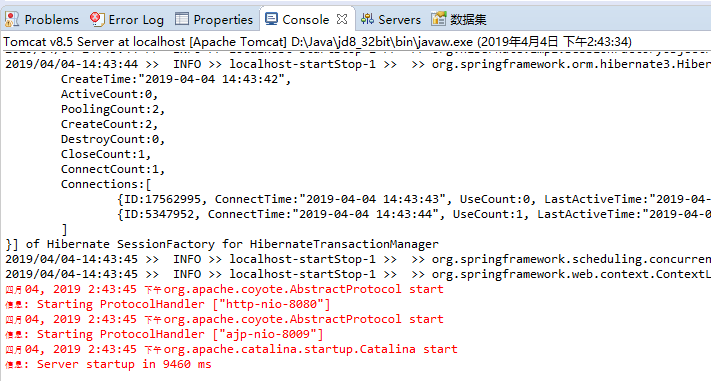 Problems Error Log Properties Console Servers 数据集
Tomcat v8.5 Server at localhost [Apache Tomcat] D:\Java\jd8_32bit\bin\javaw.exe (2019年4月4日 下午2:43:34)
2019/04/04-14:43:44 >>  INFO >> localhost-startStop-1 >>  >> org.springframework.orm.hibernate3.Hiber
CreateTime:"2019-04-04 14:43:42",
ActiveCount:0,
PoolingCount:2,
CreateCount:2,
DestroyCount:0,
CloseCount:1,
ConnectCount:1,
Connections:[
{ID:17562995, ConnectTime:"2019-04-04 14:43:43", UseCount:0, LastActiveTime:"2019-04-
{ID:5347952, ConnectTime:"2019-04-04 14:43:44", UseCount:1, LastActiveTime:"2019-04-0
]
}] of Hibernate SessionFactory for HibernateTransactionManager
2019/04/04-14:43:45 >>  INFO >> localhost-startStop-1 >>  >> org.springframework.scheduling.concurren
2019/04/04-14:43:45 >>  INFO >> localhost-startStop-1 >>  >> org.springframework.web.context.ContextL
四月 04, 2019 2:43:45 下午 org.apache.coyote.AbstractProtocol start
信息: Starting ProtocolHandler ["http-nio-8080"]
四月 04, 2019 2:43:45 下午 org.apache.coyote.AbstractProtocol start
信息: Starting ProtocolHandler ["ajp-nio-8009"]
四月 04, 2019 2:43:45 下午 org.apache.catalina.startup.Catalina start
信息: Server startup in 9460 ms